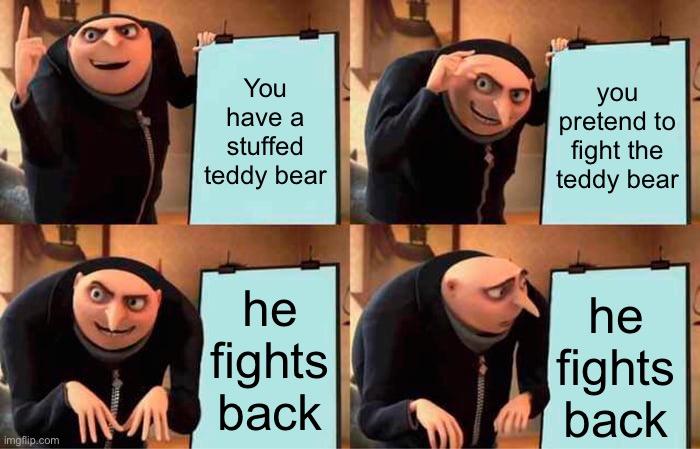 You
have a
stuffed
teddy bear
you
pretend to
fight the
teddy bear
he
fights
back
he
fights
back
imgflip.com